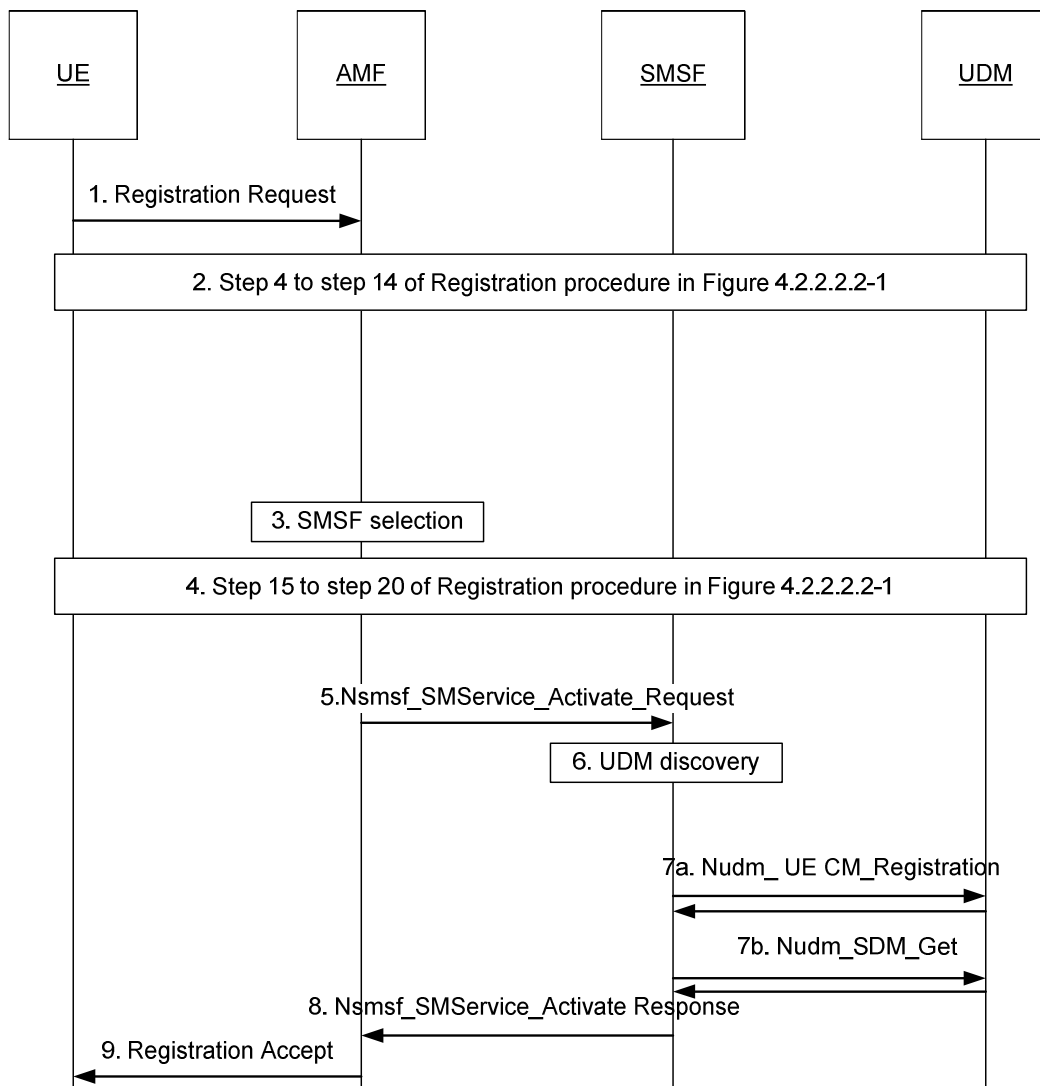 UE
AMF
SMSF
UDM
1. Registration Request
2. Step 4 to step 14 of Registration procedure in Figure 4.2.2.2.2-1
3. SMSF selection
4. Step 15 to step 20 of Registration procedure in Figure 4.2.2.2.2-1
5.Nsmsf_SMService_Activate_Request
6. UDM discovery
7a. Nudm_ UE CM_Registration
7b. Nudm_SDM_Get
8. Nsmsf_SMService_Activate Response
9. Registration Accept